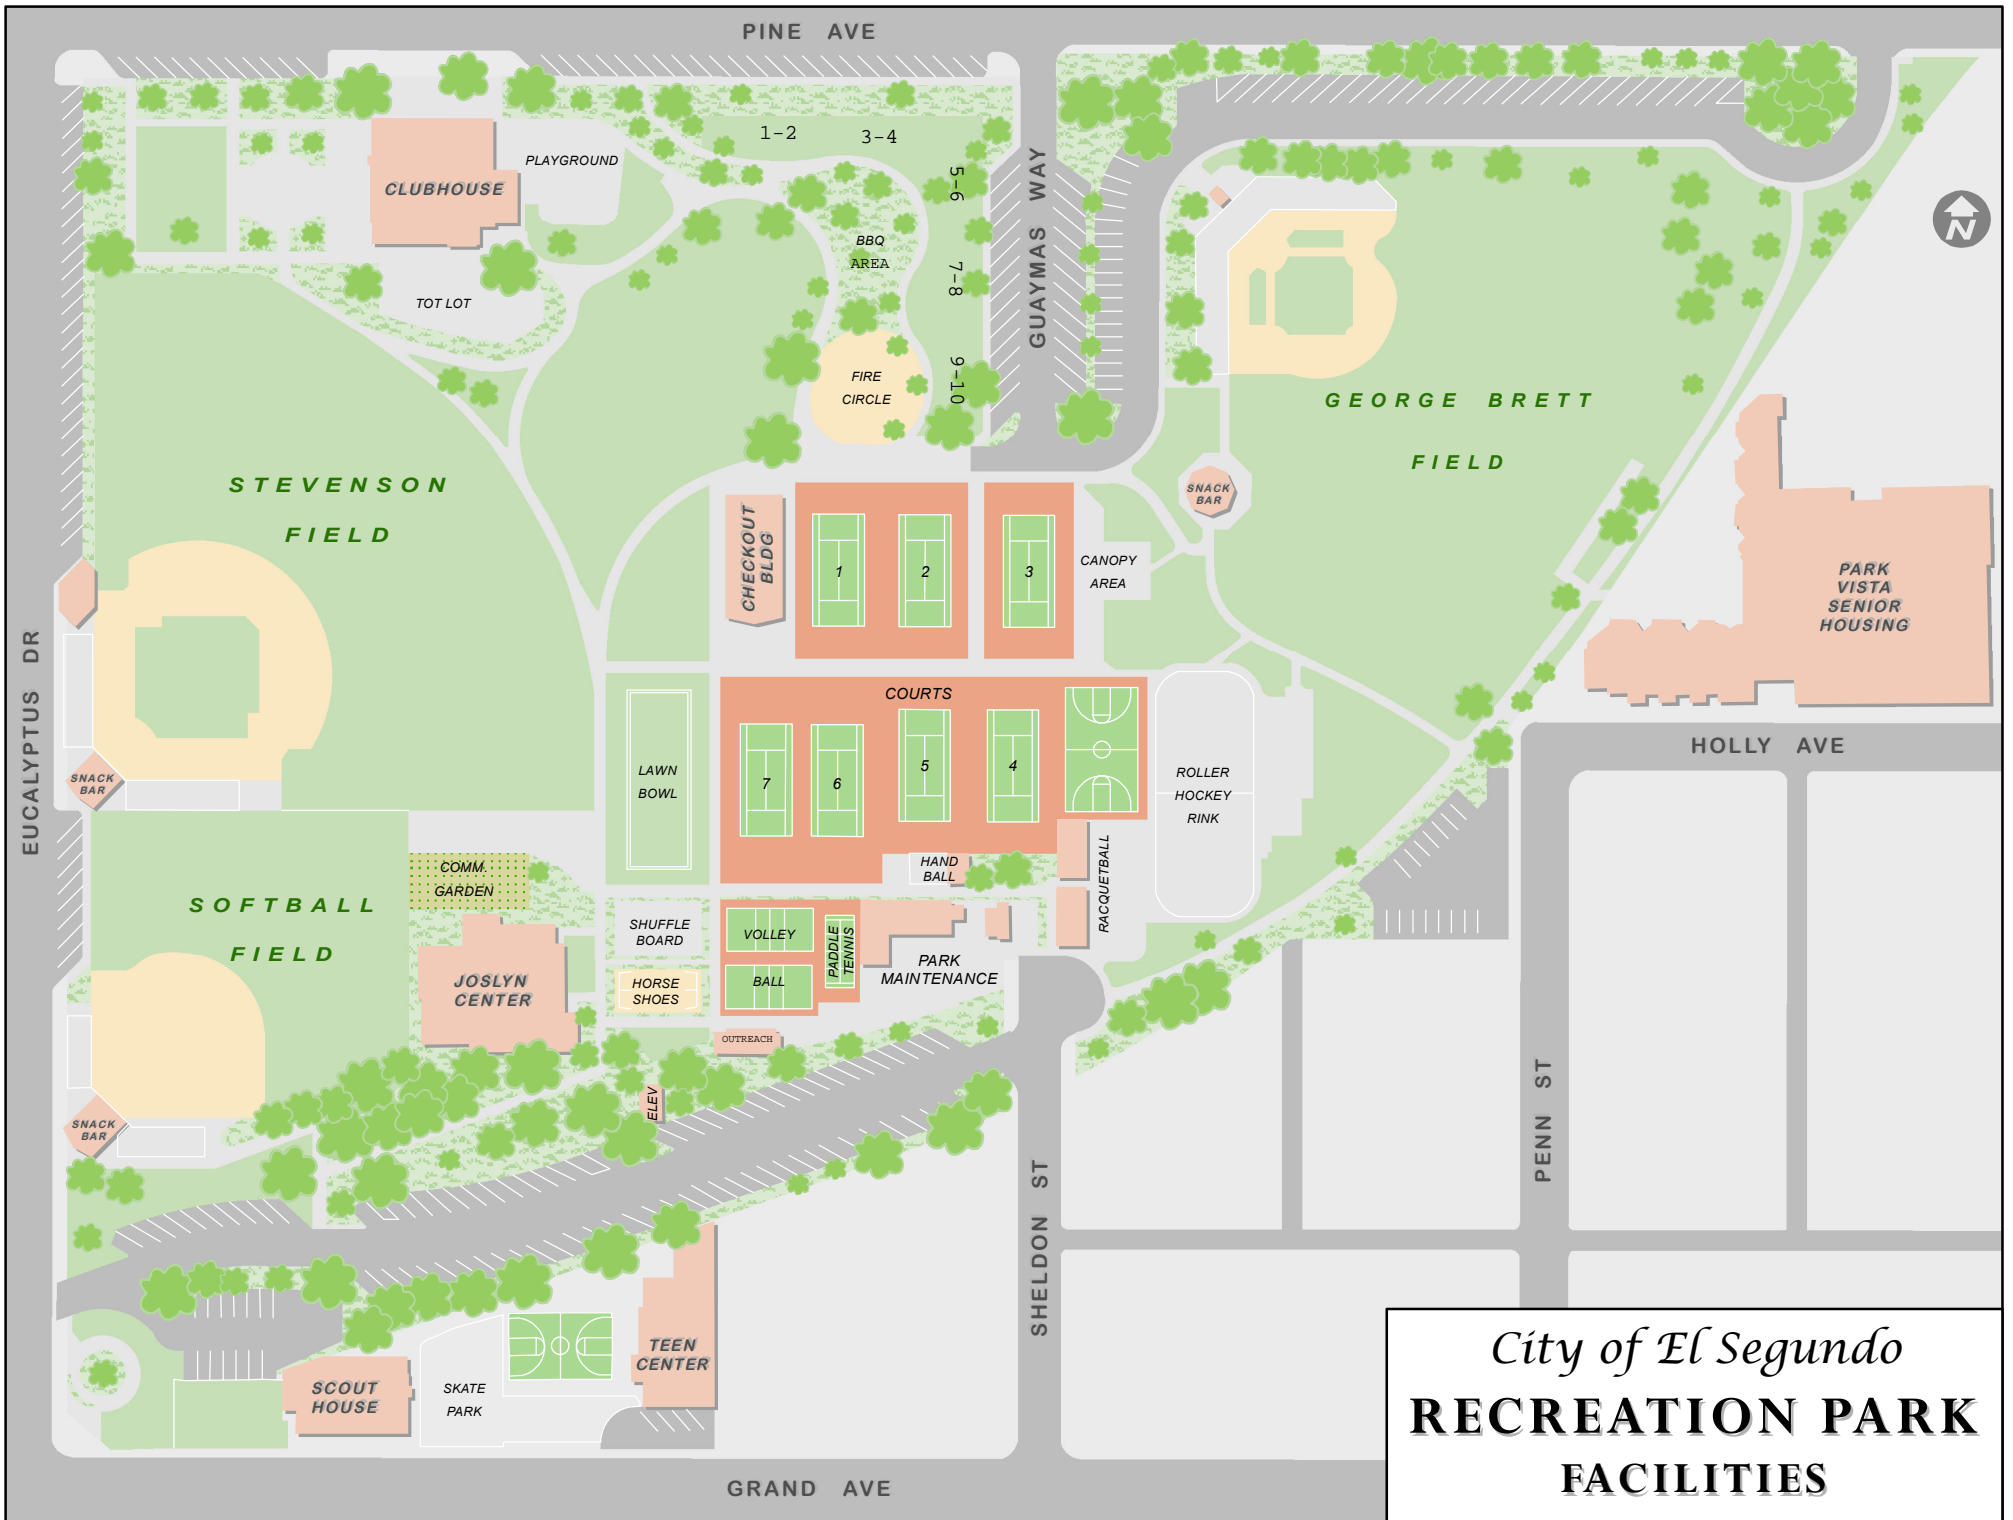 PINE AVE
1-2
3-4
5-6
7-8
9-10
PLAYGROUND
CLUBHOUSE
TOT LOT
BBQ
AREA
FIRE
CIRCLE
GUAYMAS WAY
N
GEORGE BRETT
FIELD
STEVENSON
FIELD
SNACK
BAR
CHECKOUT
BLDG
1
2
3
CANOPY
AREA
PARK
VISTA
SENIOR
HOUSING
EUCALYPTUS DR
COURTS
LAWN
BOWL
7
6
5
4
ROLLER
HOCKEY
RINK
HOLLY AVE
SNACK
BAR
COMM.
GARDEN
HAND
BALL
RACQUETBALL
SOFTBALL
FIELD
JOSLYN
CENTER
SHUFFLE
BOARD
HORSE
SHOES
VOLLEY
BALL
PADDLE
TENNIS
PARK
MAINTENANCE
OUTREACH
ELEV
SNACK
BAR
SHELDON ST
PENN ST
TEEN
CENTER
SCOUT
HOUSE
SKATE
PARK
GRAND AVE
City of El Segundo
RECREATION PARK
FACILITIES